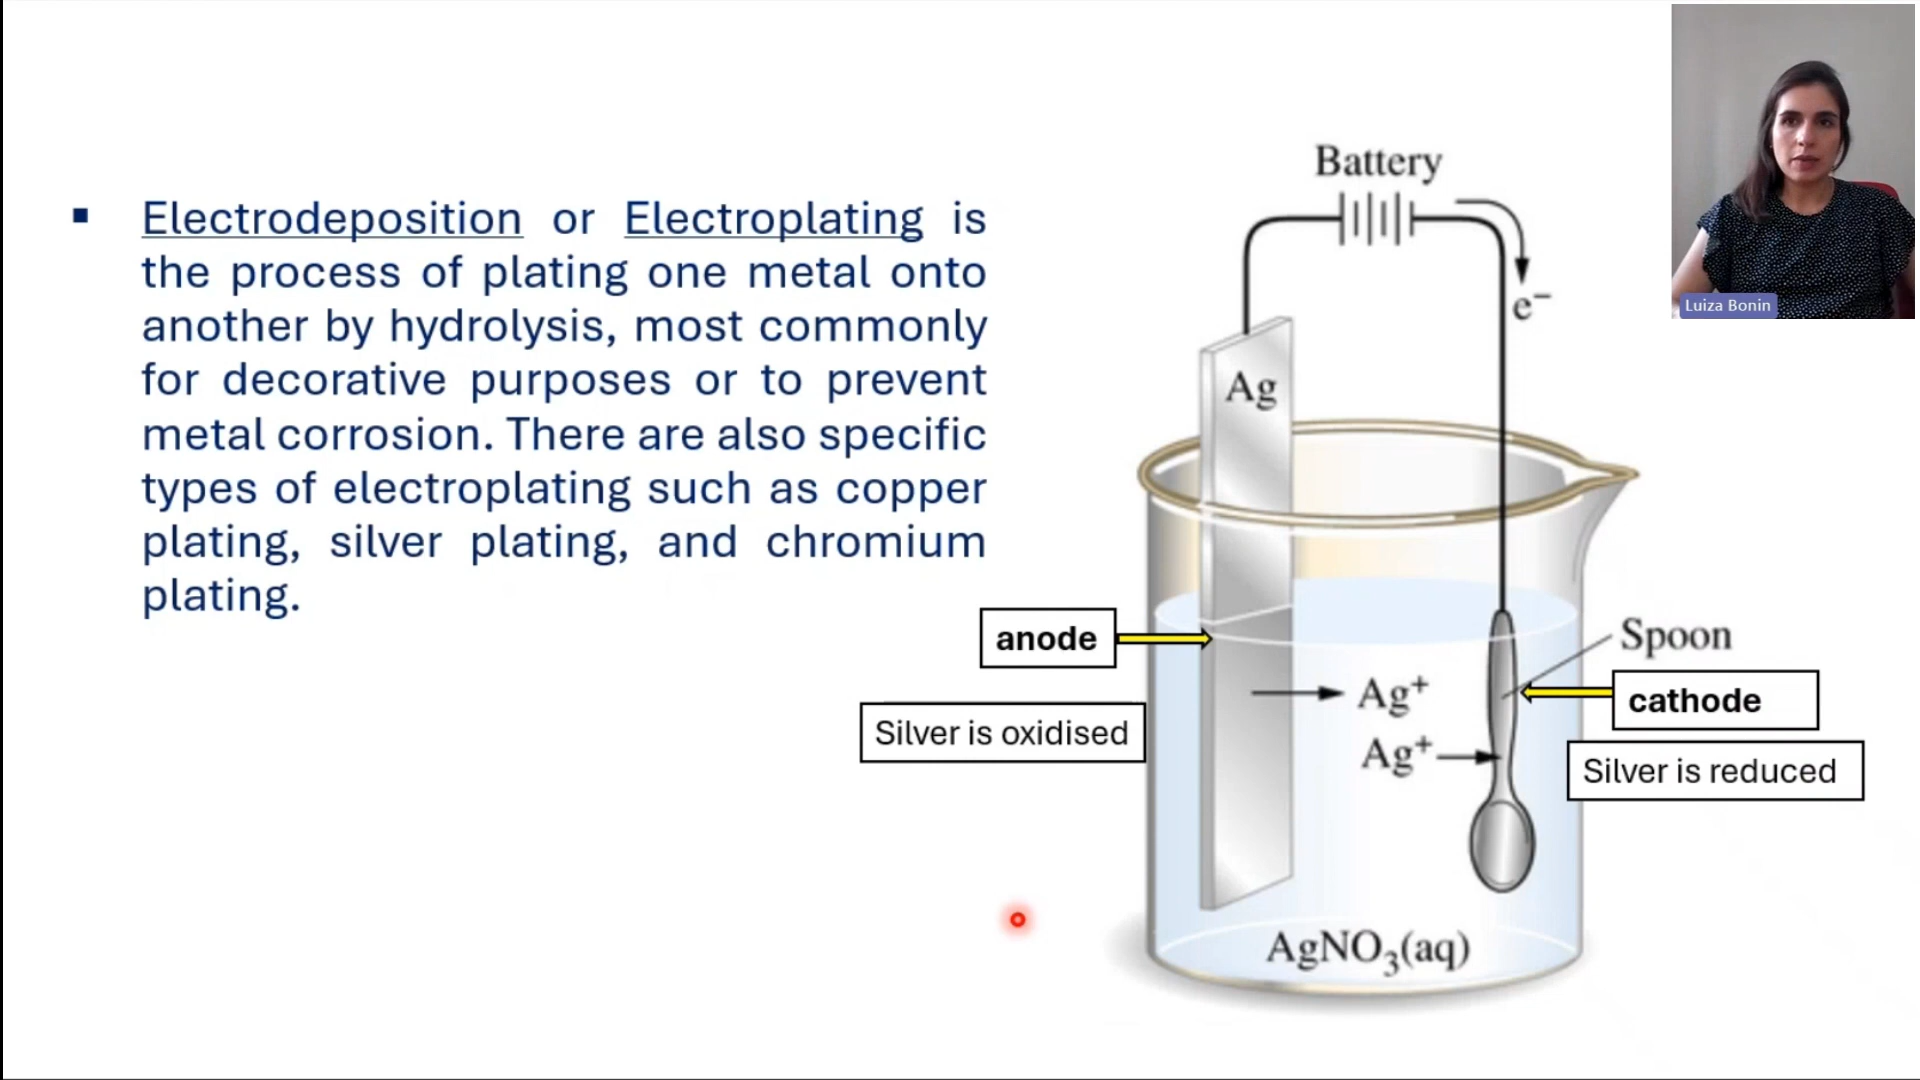 ▪ Electrodeposition or Electroplating is
the process of plating one metal onto
another by hydrolysis, most commonly
for decorative purposes or to prevent
metal corrosion. There are also specific
types of electroplating such as copper
plating, silver plating, and chromium
plating.
Battery
e⁻
Ag
anode
Silver is oxidised
Ag⁺
Ag⁺
Spoon
cathode
Silver is reduced
AgNO₃(aq)
Luiza Bonin